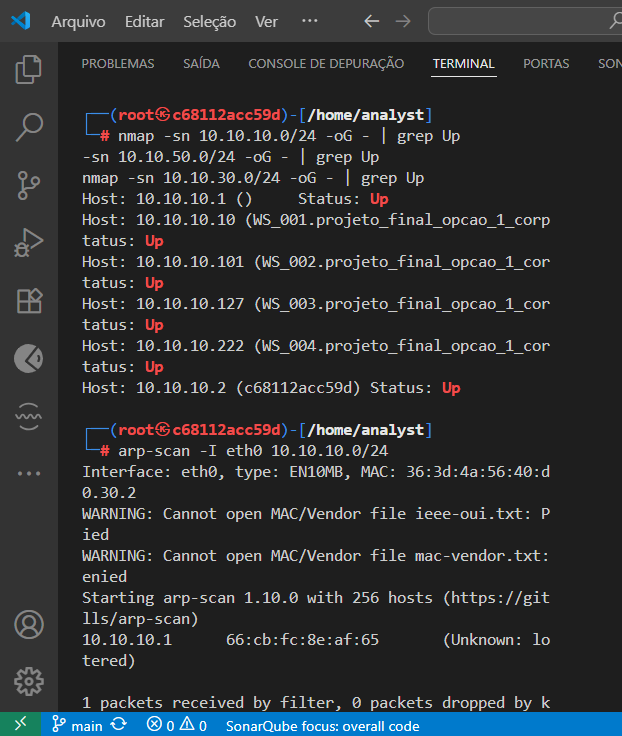 Arquivo Editar Seleção Ver ··· ← →
PROBLEMAS SAÍDA CONSOLE DE DEPURAÇÃO TERMINAL PORTAS SON
┌──(root㉿c68112acc59d)-[/home/analyst]
└─# nmap -sn 10.10.10.0/24 -oG - | grep Up
-sn 10.10.50.0/24 -oG - | grep Up
nmap -sn 10.10.30.0/24 -oG - | grep Up
Host: 10.10.10.1 () Status: Up
Host: 10.10.10.10 (WS_001.projeto_final_opcao_1_corp
tatus: Up
Host: 10.10.10.101 (WS_002.projeto_final_opcao_1_cor
tatus: Up
Host: 10.10.10.127 (WS_003.projeto_final_opcao_1_cor
tatus: Up
Host: 10.10.10.222 (WS_004.projeto_final_opcao_1_cor
tatus: Up
Host: 10.10.10.2 (c68112acc59d) Status: Up
┌──(root㉿c68112acc59d)-[/home/analyst]
└─# arp-scan -I eth0 10.10.10.0/24
Interface: eth0, type: EN10MB, MAC: 36:3d:4a:56:40:d
0.30.2
WARNING: Cannot open MAC/Vendor file ieee-oui.txt: P
ied
WARNING: Cannot open MAC/Vendor file mac-vendor.txt:
enied
Starting arp-scan 1.10.0 with 256 hosts (https://git
lls/arp-scan)
10.10.10.1 66:cb:fc:8e:af:65 (Unknown: lo
tered)
1 packets received by filter, 0 packets dropped by k
main 0 0 SonarQube focus: overall code